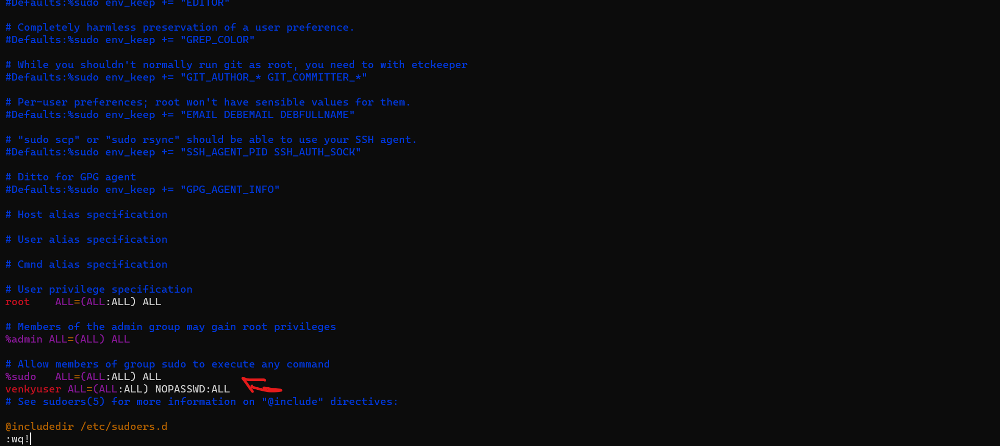 #Defaults:%sudo env_keep += "EDITOR"
# Completely harmless preservation of a user preference.
#Defaults:%sudo env_keep += "GREP_COLOR"
# While you shouldn't normally run git as root, you need to with etckeeper
#Defaults:%sudo env_keep += "GIT_AUTHOR_* GIT_COMMITTER_*"
# Per-user preferences; root won't have sensible values for them.
#Defaults:%sudo env_keep += "EMAIL DEBEMAIL DEBFULLNAME"
# "sudo scp" or "sudo rsync" should be able to use your SSH agent.
#Defaults:%sudo env_keep += "SSH_AGENT_PID SSH_AUTH_SOCK"
# Ditto for GPG agent
#Defaults:%sudo env_keep += "GPG_AGENT_INFO"
# Host alias specification
# User alias specification
# Cmnd alias specification
# User privilege specification
root    ALL=(ALL:ALL) ALL
# Members of the admin group may gain root privileges
%admin ALL=(ALL) ALL
# Allow members of group sudo to execute any command
%sudo   ALL=(ALL:ALL) ALL
venkyuser ALL=(ALL:ALL) NOPASSWD:ALL
# See sudoers(5) for more information on "@include" directives:
@includedir /etc/sudoers.d
:wq!